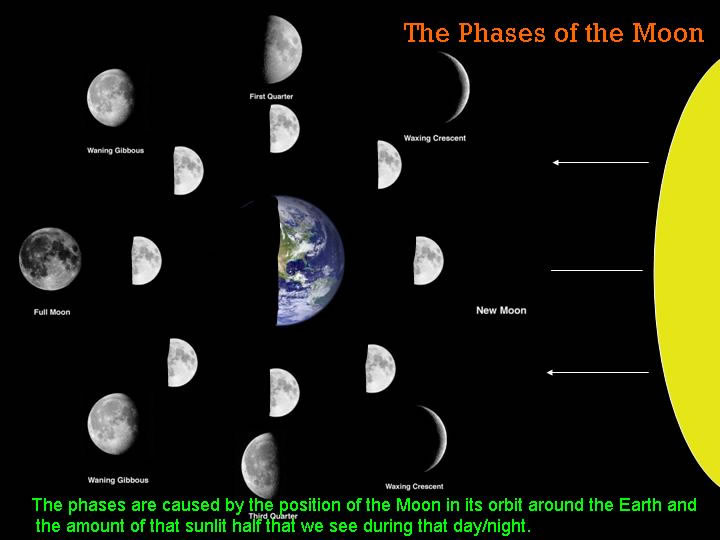 The Phases of the Moon
First Quarter
Waxing Crescent
Waning Gibbous
Full Moon
New Moon
Waning Gibbous
Waxing Crescent
The phases are caused by the position of the Moon in its orbit around the Earth and
Third Quarter
the amount of that sunlit half that we see during that day/night.